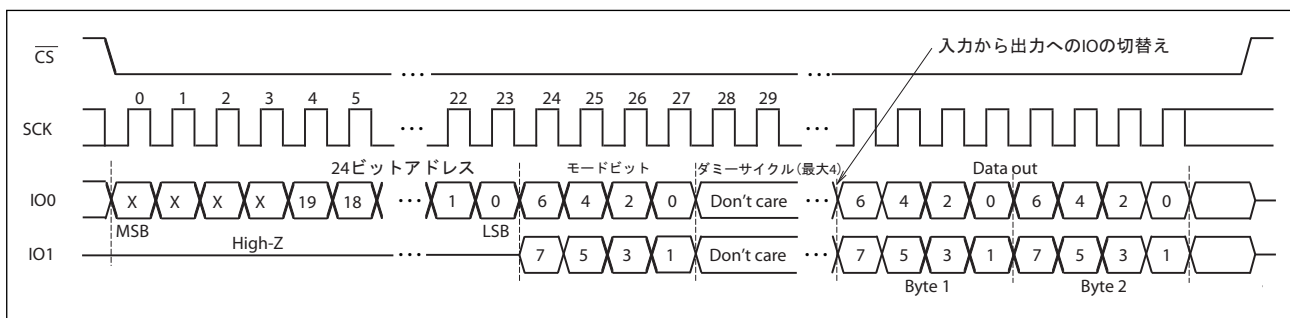 入力から出力へのIOの切替え
CS
...
...
0 1 2 3 4 5 22 23 24 25 26 27 28 29
SCK
...
...
24ビットアドレス モードビット ダミーサイクル(最大4) Data out
IO0 X X X X 19 18 ... 1 0 6 4 2 0 Don't care ... 6 4 2 0 6 4 2 0
MSB LSB
High-Z
IO1 ... 7 5 3 1 Don't care ... 7 5 3 1 7 5 3 1
Byte 1 Byte 2